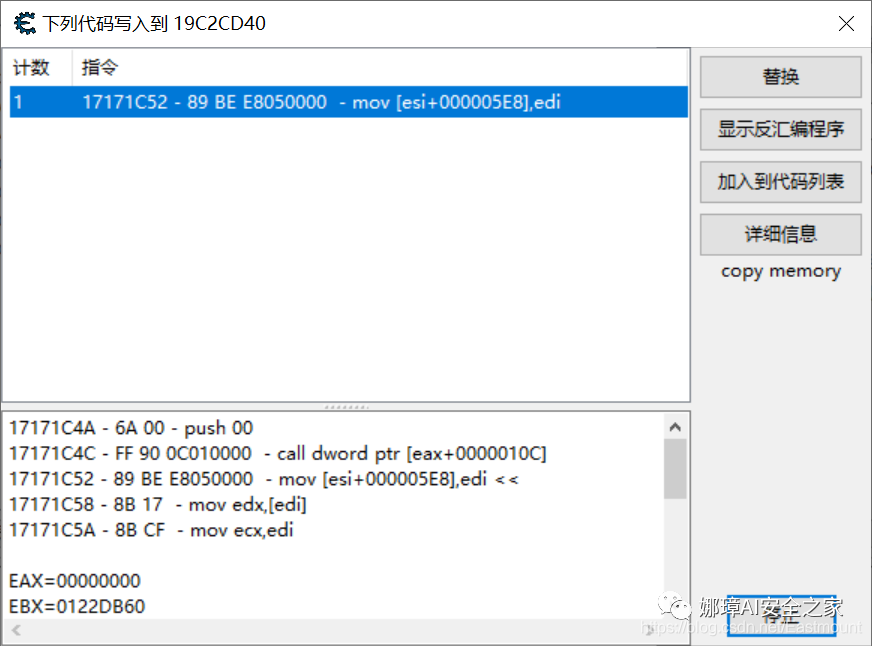 下列代码写入到 19C2CD40
计数 指令
1 17171C52 - 89 BE E8050000 - mov [esi+000005E8],edi
替换
显示反汇编程序
加入到代码列表
详细信息
copy memory
17171C4A - 6A 00 - push 00
17171C4C - FF 90 0C010000 - call dword ptr [eax+0000010C]
17171C52 - 89 BE E8050000 - mov [esi+000005E8],edi <<
17171C58 - 8B 17 - mov edx,[edi]
17171C5A - 8B CF - mov ecx,edi
EAX=00000000
EBX=0122DB60
娜璋AI安全之家
停止
https://blog.csdn.net/Eastmount